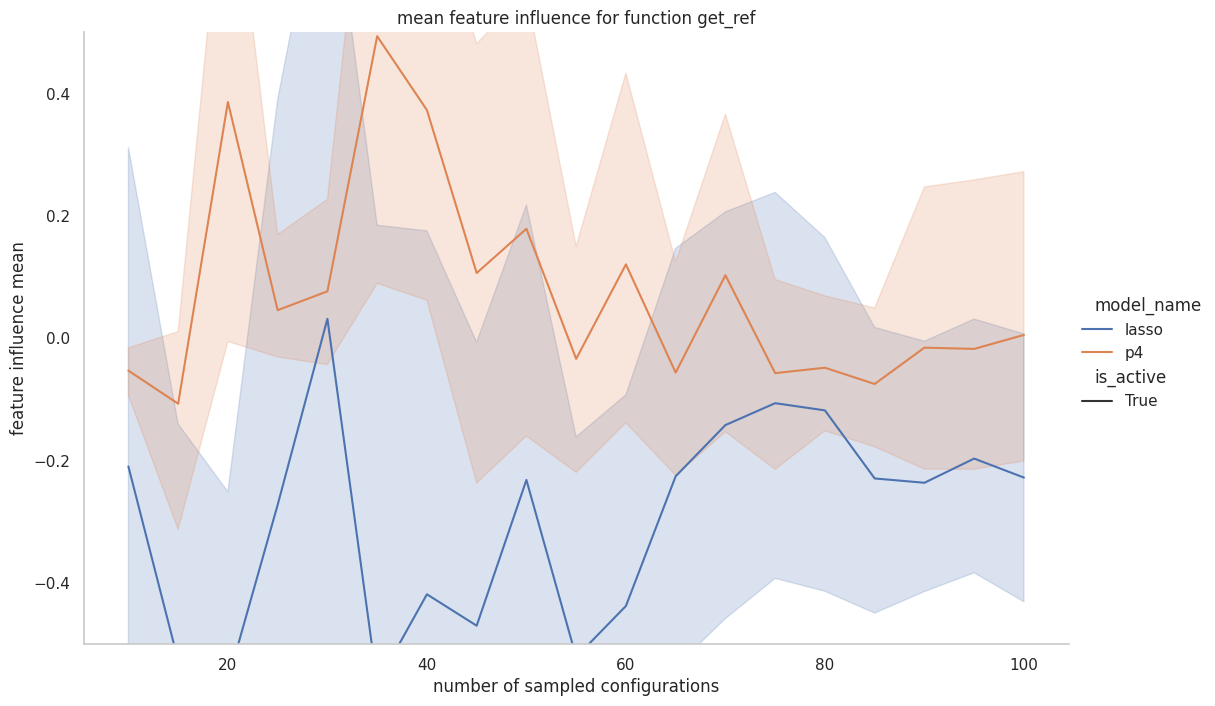 mean feature influence for function get_ref
feature influence mean
0.4
0.2
0.0
−0.2
−0.4
20
40
60
80
100
number of sampled configurations
model_name
lasso
p4
is_active
True